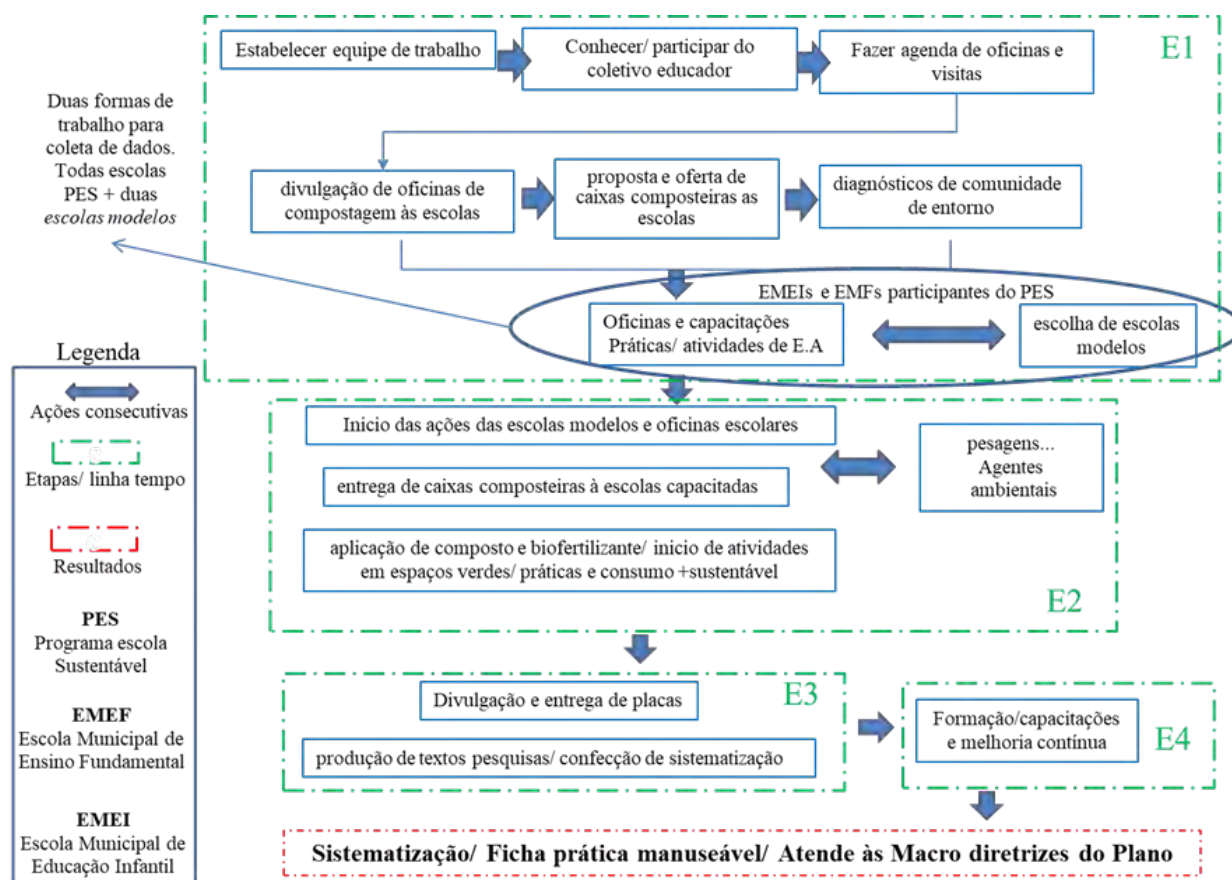 Estabelecer equipe de trabalho
Conhecer/ participar do
coletivo educador
Fazer agenda de oficinas e
visitas
E1
Duas formas de
trabalho para
coleta de dados.
Todas escolas
PES + duas
escolas modelos
divulgação de oficinas de
compostagem às escolas
proposta e oferta de
caixas composteiras as
escolas
diagnósticos de comunidade
de entorno
EMEIs e EMFs participantes do PES
Oficinas e capacitações
Práticas/ atividades de E.A
escolha de escolas
modelos
Legenda
Ações consecutivas
Etapas/ linha tempo
Resultados
PES
Programa escola
Sustentável
EMEF
Escola Municipal de
Ensino Fundamental
EMEI
Escola Municipal de
Educação Infantil
Inicio das ações das escolas modelos e oficinas escolares
entrega de caixas composteiras à escolas capacitadas
aplicação de composto e biofertilizante/ inicio de atividades
em espaços verdes/ práticas e consumo +sustentável
pesagens...
Agentes
ambientais
E2
Divulgação e entrega de placas
E3
produção de textos pesquisas/ confecção de sistematização
Formação/capacitações
e melhoria contínua
E4
Sistematização/ Ficha prática manuseável/ Atende às Macro diretrizes do Plano